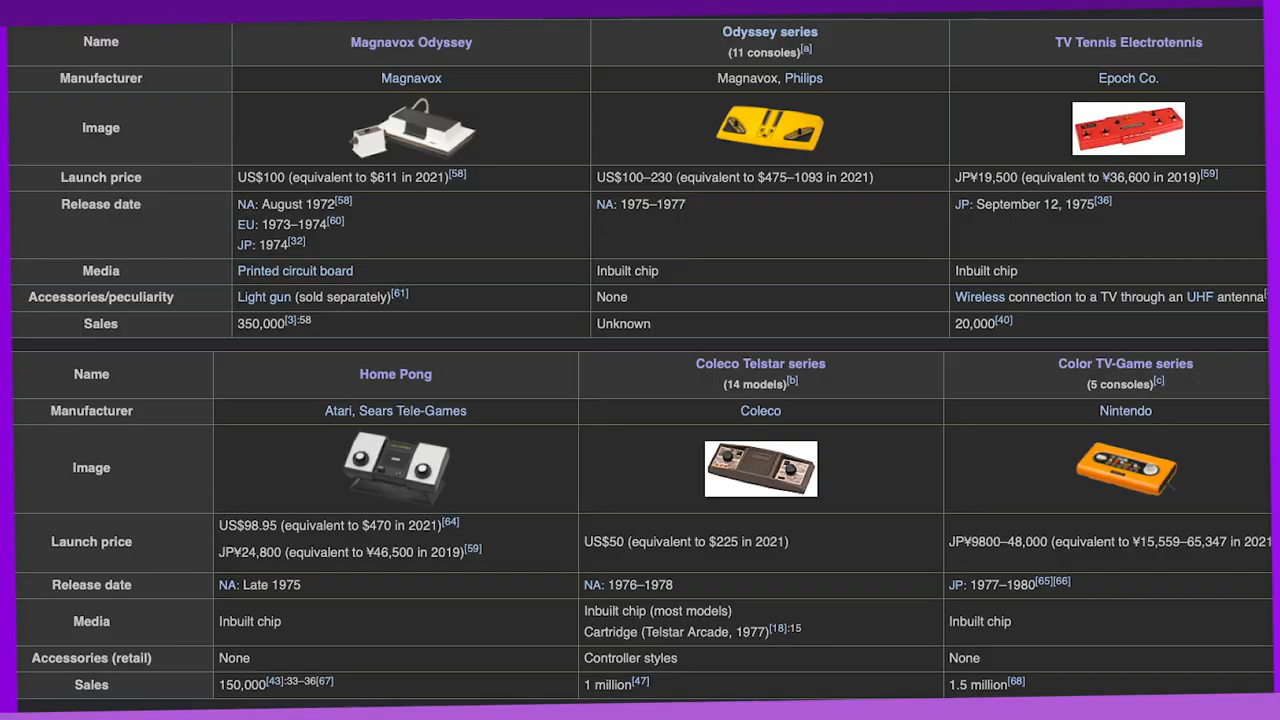 Name Magnavox Odyssey Odyssey series (11 consoles)[a] TV Tennis Electrotennis
Manufacturer Magnavox Magnavox, Philips Epoch Co.
Image
Launch price US$100 (equivalent to $611 in 2021)[58] US$100–230 (equivalent to $475–1093 in 2021) JP¥19,500 (equivalent to ¥36,600 in 2019)[59]
Release date NA: August 1972[58] NA: 1975–1977 JP: September 12, 1975[36]
EU: 1973–1974[60]
JP: 1974[32]
Media Printed circuit board Inbuilt chip Inbuilt chip
Accessories/peculiarity Light gun (sold separately)[61] None Wireless connection to a TV through an UHF antenna[
Sales 350,000[3]:58 Unknown 20,000[40]
Name Home Pong Coleco Telstar series (14 models)[b] Color TV-Game series (5 consoles)[c]
Manufacturer Atari, Sears Tele-Games Coleco Nintendo
Image
Launch price US$98.95 (equivalent to $470 in 2021)[64] US$50 (equivalent to $225 in 2021) JP¥9800–48,000 (equivalent to ¥15,559–65,347 in 2021
JP¥24,800 (equivalent to ¥46,500 in 2019)[59]
Release date NA: Late 1975 NA: 1976–1978 JP: 1977–1980[65][66]
Media Inbuilt chip Inbuilt chip (most models) Inbuilt chip
Cartridge (Telstar Arcade, 1977)[18]:15
Accessories (retail) None Controller styles None
Sales 150,000[43]:33–36[67] 1 million[47] 1.5 million[68]